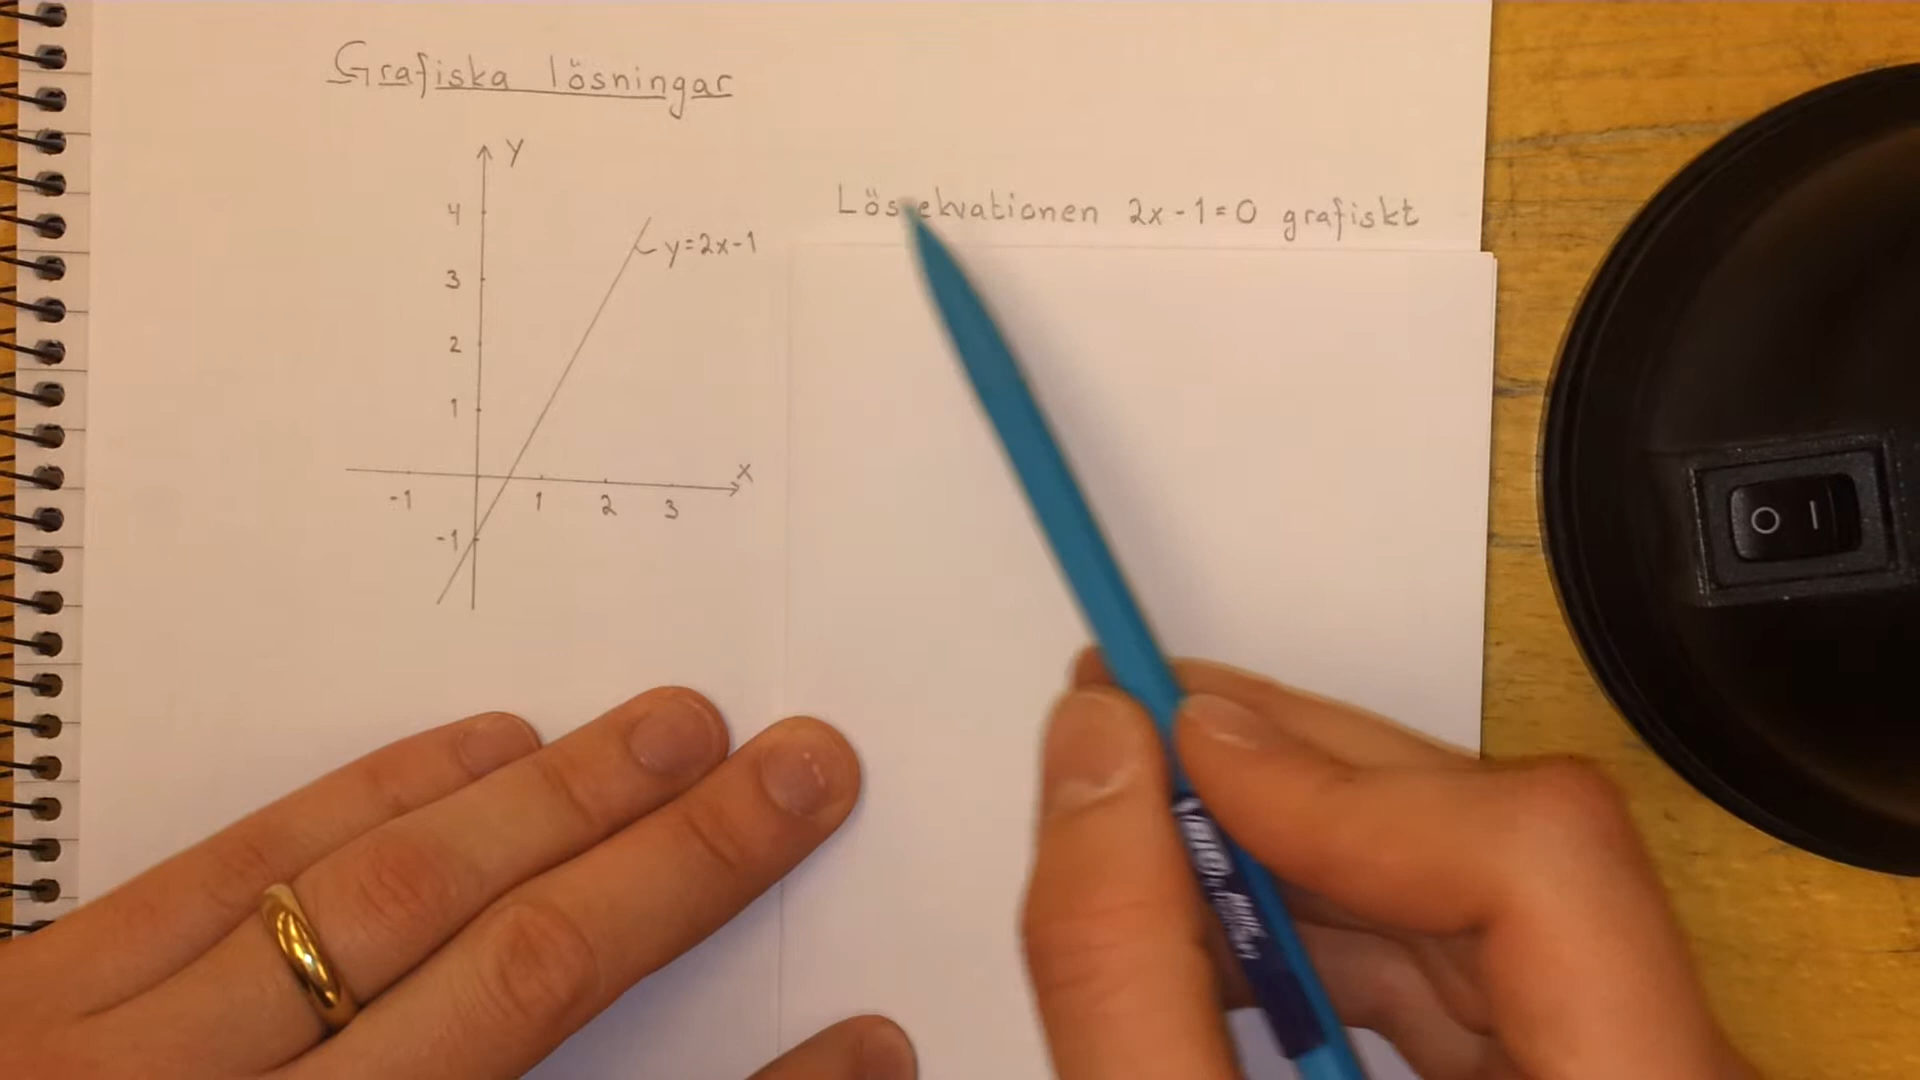 Grafiska lösningar
y
4
3
2
1
-1
y=2x-1
x
-1 1 2 3
Lös ekvationen 2x-1=0 grafiskt
BIC
O I